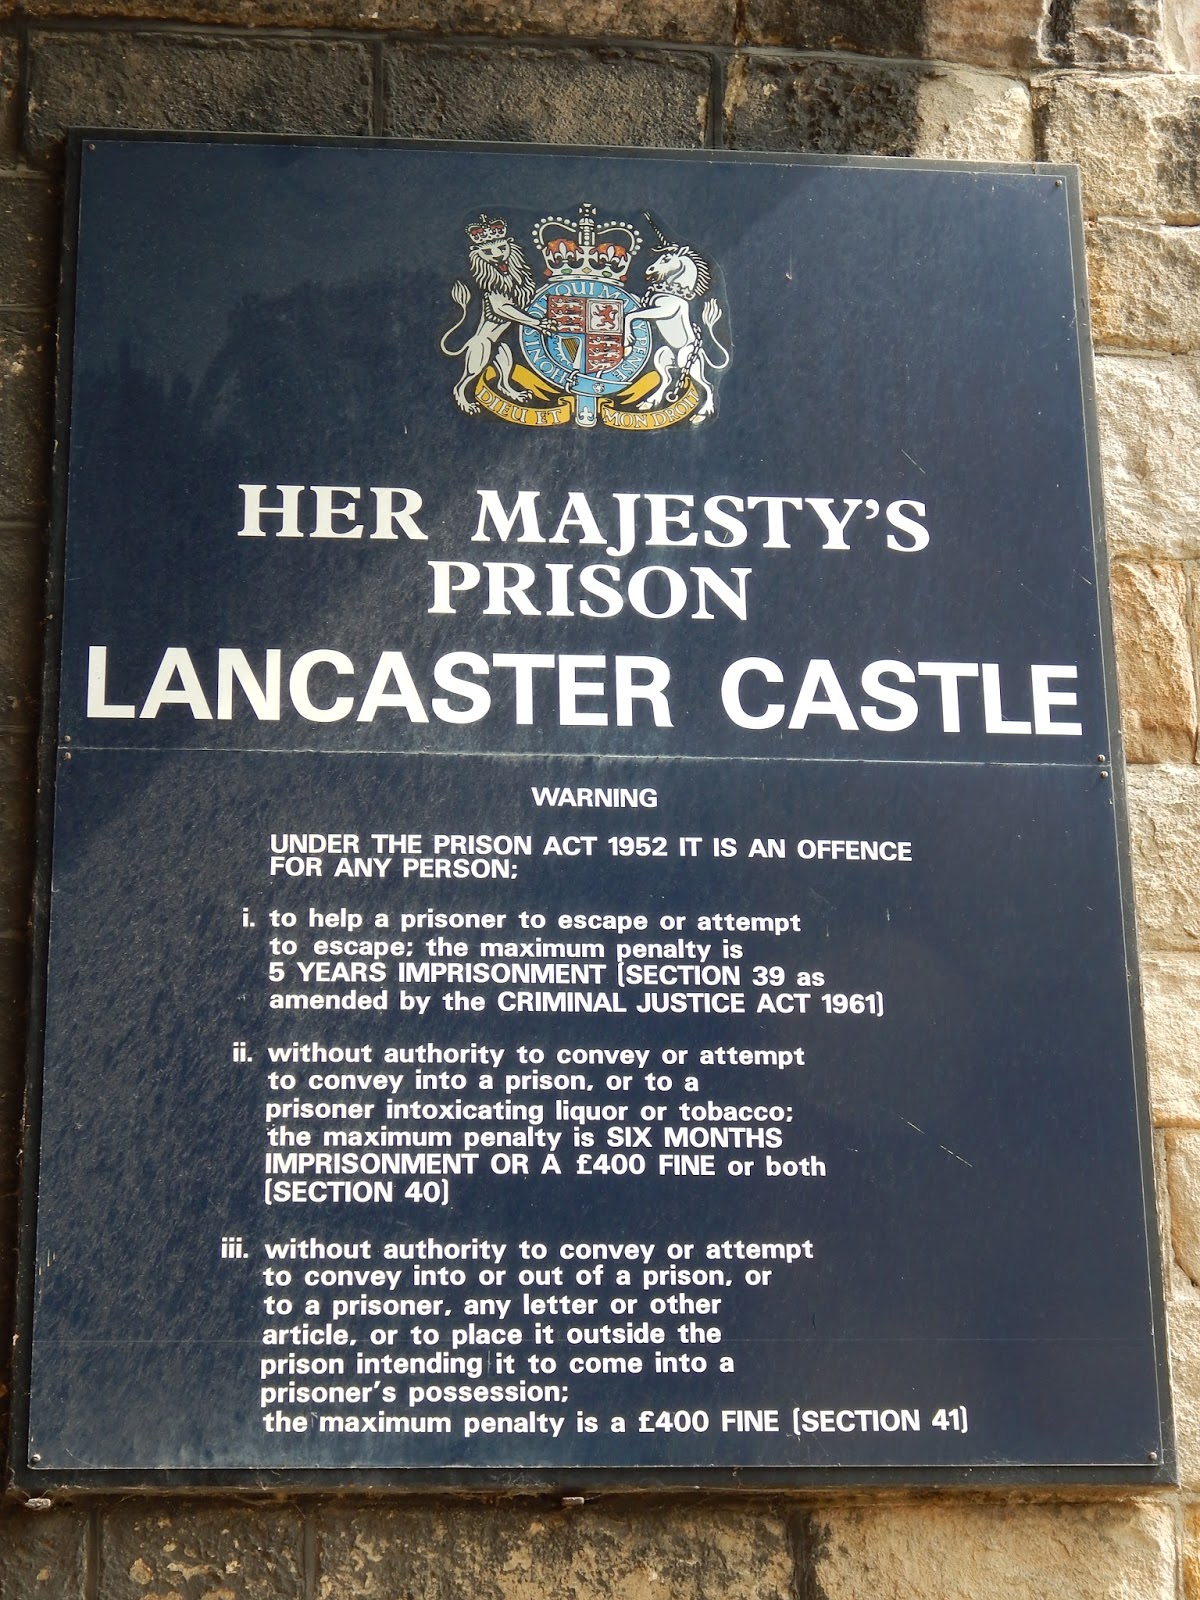 HONI SOIT QUI MAL Y PENSE
DIEU ET MON DROIT
HER MAJESTY'S
PRISON
LANCASTER CASTLE
WARNING
UNDER THE PRISON ACT 1952 IT IS AN OFFENCE
FOR ANY PERSON;
i. to help a prisoner to escape or attempt
to escape; the maximum penalty is
5 YEARS IMPRISONMENT (SECTION 39 as
amended by the CRIMINAL JUSTICE ACT 1961)
ii. without authority to convey or attempt
to convey into a prison, or to a
prisoner intoxicating liquor or tobacco;
the maximum penalty is SIX MONTHS
IMPRISONMENT OR A £400 FINE or both
(SECTION 40)
iii. without authority to convey or attempt
to convey into or out of a prison, or
to a prisoner, any letter or other
article, or to place it outside the
prison intending it to come into a
prisoner's possession;
the maximum penalty is a £400 FINE (SECTION 41)